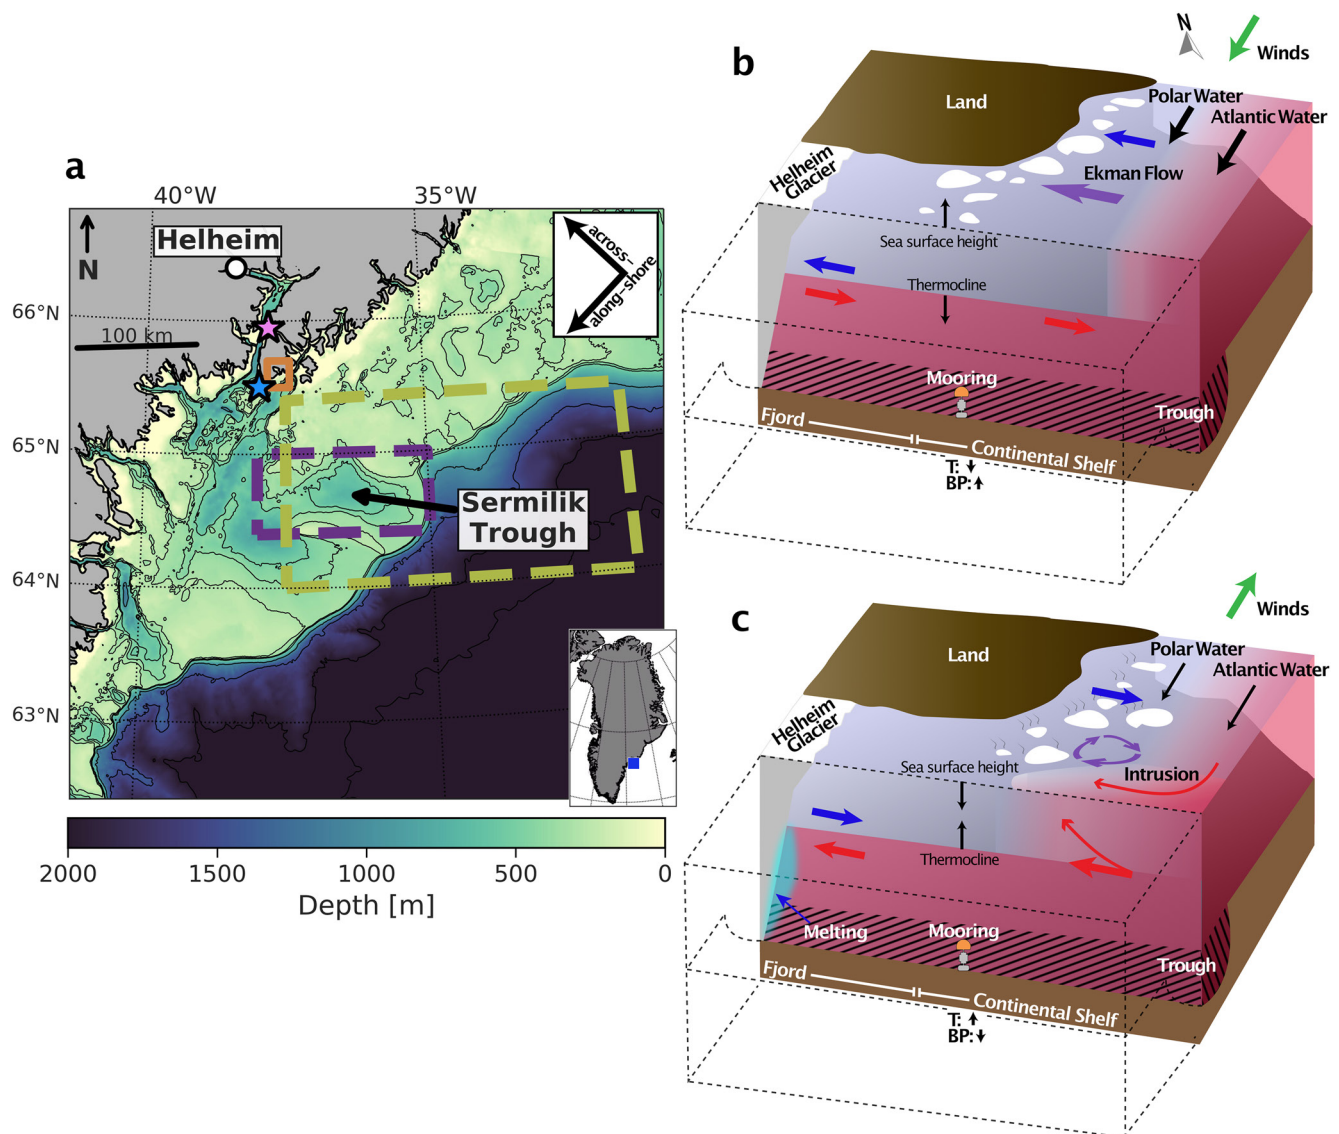 a
40°W
35°W
N
Helheim
across-
along-shore
66°N
100 km
65°N
Sermilik
Trough
64°N
63°N
2000
1500
1000
500
0
Depth [m]
b
N
Winds
Land
Polar Water
Atlantic Water
Helheim
Glacier
Ekman Flow
Sea surface height
Thermocline
Mooring
Trough
Fjord
Continental Shelf
T:
BP:
c
Winds
Land
Polar Water
Atlantic Water
Helheim
Glacier
Sea surface height
Intrusion
Thermocline
Melting
Mooring
Trough
Fjord
Continental Shelf
T:
BP: